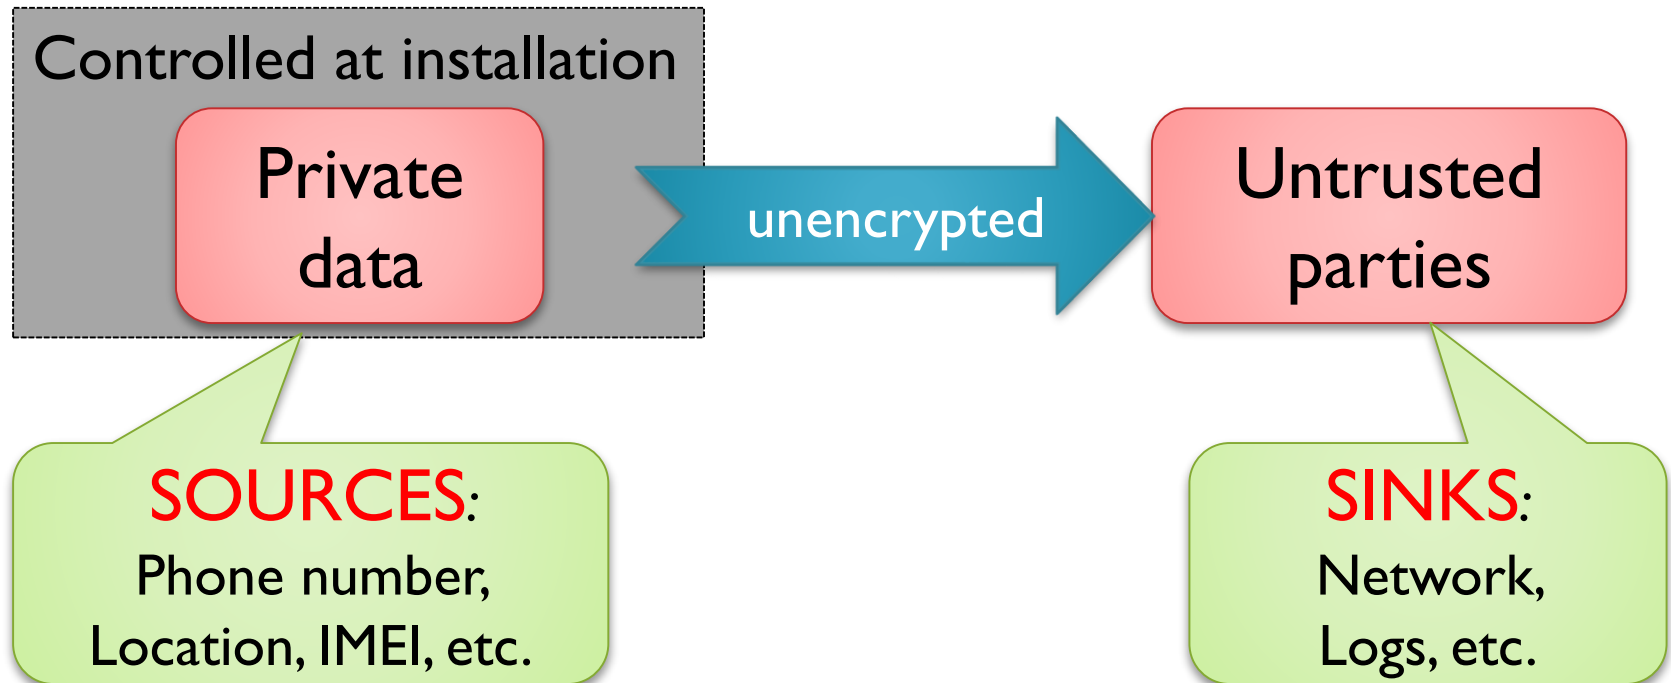 Controlled at installation
Private
data
unencrypted
Untrusted
parties
SOURCES:
Phone number,
Location, IMEI, etc.
SINKS:
Network,
Logs, etc.